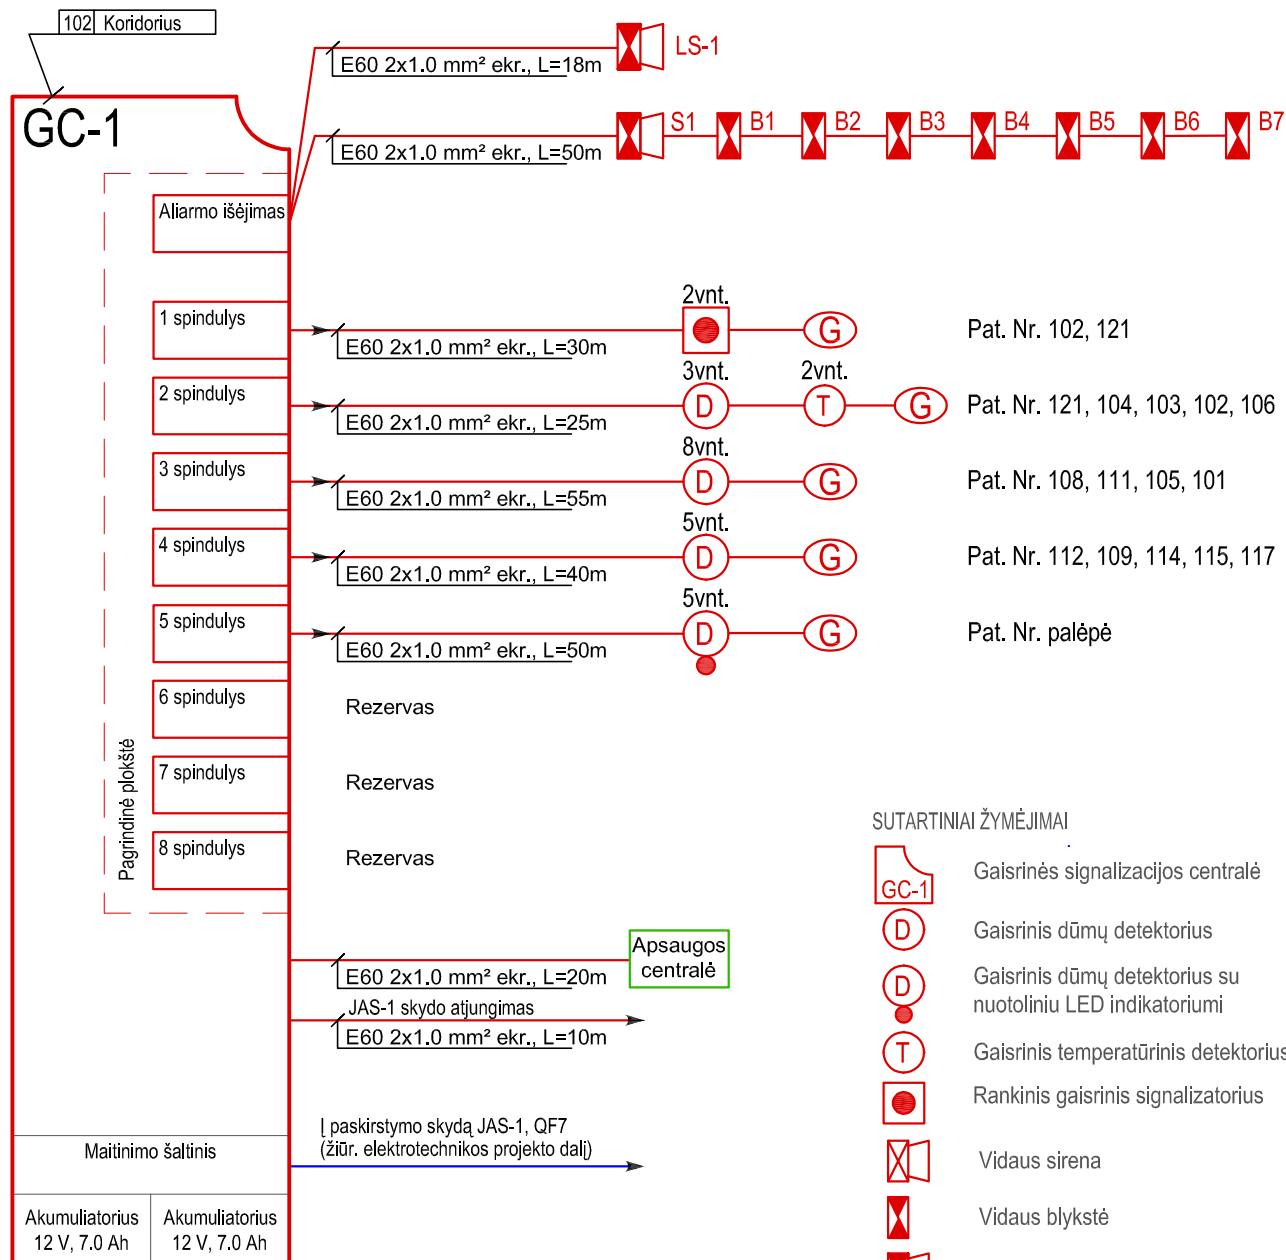 102 Koridorius
GC-1
E60 2x1.0 mm² ekr., L=18m
LS-1
E60 2x1.0 mm² ekr., L=50m
S1 B1 B2 B3 B4 B5 B6 B7
Aliarmo išėjimas
1 spindulys
E60 2x1.0 mm² ekr., L=30m
2vnt.
G
Pat. Nr. 102, 121
2 spindulys
E60 2x1.0 mm² ekr., L=25m
3vnt.
D
2vnt.
T
G
Pat. Nr. 121, 104, 103, 102, 106
3 spindulys
E60 2x1.0 mm² ekr., L=55m
8vnt.
D
G
Pat. Nr. 108, 111, 105, 101
4 spindulys
E60 2x1.0 mm² ekr., L=40m
5vnt.
D
G
Pat. Nr. 112, 109, 114, 115, 117
5 spindulys
E60 2x1.0 mm² ekr., L=50m
5vnt.
D
G
Pat. Nr. palėpė
6 spindulys
Rezervas
7 spindulys
Rezervas
8 spindulys
Rezervas
Pagrindinė plokštė
E60 2x1.0 mm² ekr., L=20m
Apsaugos
centralė
JAS-1 skydo atjungimas
E60 2x1.0 mm² ekr., L=10m
Į paskirstymo skydą JAS-1, QF7
(žiūr. elektrotechnikos projekto dalį)
Maitinimo šaltinis
Akumuliatorius
12 V, 7.0 Ah
Akumuliatorius
12 V, 7.0 Ah
SUTARTINIAI ŽYMĖJIMAI
GC-1
Gaisrinės signalizacijos centralė
D
Gaisrinis dūmų detektorius
D
Gaisrinis dūmų detektorius su
nuotoliniu LED indikatoriumi
T
Gaisrinis temperatūrinis detektorius
Rankinis gaisrinis signalizatorius
Vidaus sirena
Vidaus blykstė